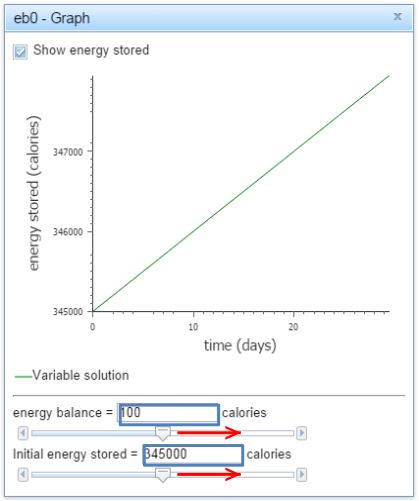 eb0 - Graph x
Show energy stored
energy stored (calories)
347000
346000
345000
0 10 20
time (days)
Variable solution
energy balance = 100 calories
Initial energy stored = 345000 calories